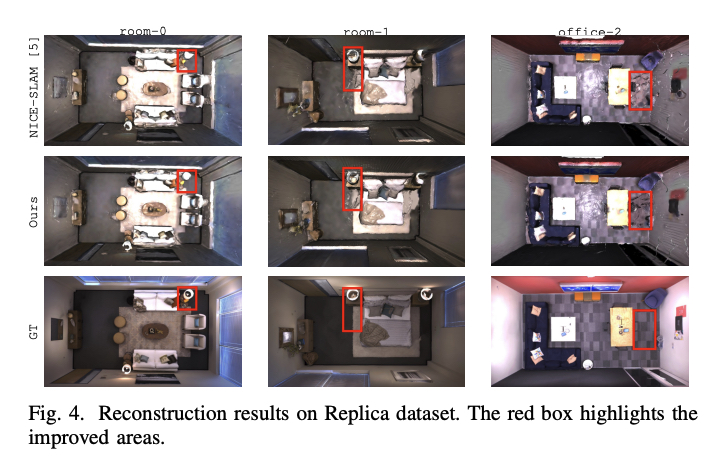 room-0 room-1 office-2
NICE-SLAM [5]
Ours
GT
Fig. 4. Reconstruction results on Replica dataset. The red box highlights the
improved areas.